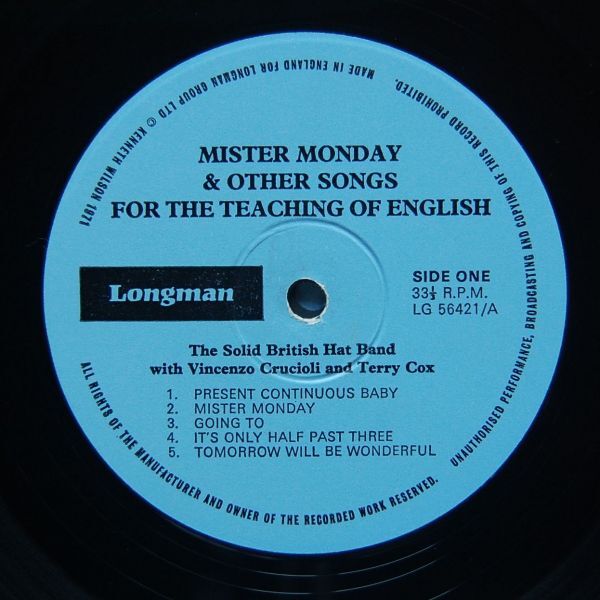 MISTER MONDAY
& OTHER SONGS
FOR THE TEACHING OF ENGLISH
Longman
SIDE ONE
33⅓ R.P.M.
LG 56421/A
The Solid British Hat Band
with Vincenzo Crucioli and Terry Cox
1. PRESENT CONTINUOUS BABY
2. MISTER MONDAY
3. GOING TO
4. IT'S ONLY HALF PAST THREE
5. TOMORROW WILL BE WONDERFUL
ALL RIGHTS OF THE MANUFACTURER AND OWNER OF THE RECORDED WORK RESERVED.
UNAUTHORISED PERFORMANCE, BROADCASTING AND COPYING OF THIS RECORD PROHIBITED.
MADE IN ENGLAND FOR LONGMAN GROUP LTD © KENNETH WILSON 1971